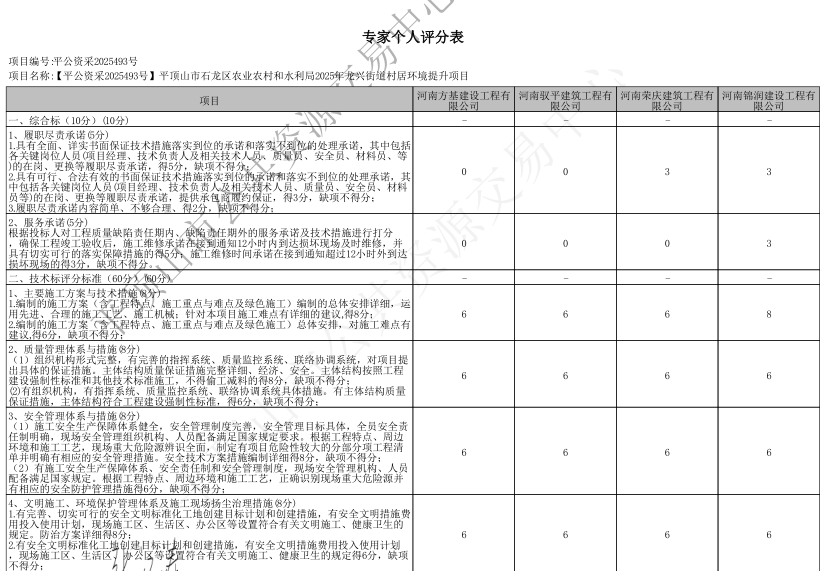 专家个人评分表
项目编号:平公资采2025493号
项目名称:【平公资采2025493号】平顶山市石龙区农业农村和水利局2025年龙兴街道村居环境提升项目
项目
河南方基建设工程有限公司
河南驭平建筑工程有限公司
河南荣庆建筑工程有限公司
河南锦润建设工程有限公司
一、综合标（10分）(10分)
－ － － －
1、履职尽责承诺(5分)
1.具有全面、详实书面保证技术措施落实到位的承诺和落实不到位的处理承诺，其中包括
各关键岗位人员(项目经理、技术负责人及相关技术人员、质量员、安全员、材料员、等
)的在岗、更换等履职尽责承诺，得5分，缺项不得分；
2.具有可行、合法有效的书面保证技术措施落实到位的承诺和落实不到位的处理承诺，其
中包括各关键岗位人员(项目经理、技术负责人及相关技术人员、质量员、安全员、材料
员等)的在岗、更换等履职尽责承诺，提供承包商履约保证，得3分，缺项不得分；
3.履职尽责承诺内容简单、不够合理、得2分，缺项不得分；
0 0 3 3
2、服务承诺(5分)
根据投标人对工程质量缺陷责任期内、缺陷责任期外的服务承诺及技术措施进行打分
，确保工程竣工验收后，施工维修承诺在接到通知12小时内到达损坏现场及时维修，并
具有切实可行的落实保障措施的得5分；施工维修时间承诺在接到通知超过12小时外到达
损坏现场的得3分，缺项不得分。
0 0 0 3
二、技术标评分标准（60分）(60分)
－ － － －
1、主要施工方案与技术措施(8分)
1.编制的施工方案（含工程特点、施工重点与难点及绿色施工）编制的总体安排详细，运
用先进、合理的施工工艺、施工机械；针对本项目施工难点有详细的建议,得8分；
2.编制的施工方案（含工程特点、施工重点与难点及绿色施工）总体安排，对施工难点有
建议,得6分，缺项不得分；
6 6 6 8
2、质量管理体系与措施(8分)
（1）组织机构形式完整，有完善的指挥系统、质量监控系统、联络协调系统，对项目提
出具体的保证措施。主体结构质量保证措施完整详细、经济、安全。主体结构按照工程
建设强制性标准和其他技术标准施工，不得偷工减料的得8分，缺项不得分；
(2)有组织机构，有指挥系统、质量监控系统、联络协调系统具体措施。有主体结构质量
保证措施，主体结构符合工程建设强制性标准，得6分，缺项不得分；
6 6 6 6
3、安全管理体系与措施(8分)
（1）施工安全生产保障体系健全，安全管理制度完善，安全管理目标具体，全员安全责
任制明确，现场安全管理组织机构、人员配备满足国家规定要求。根据工程特点、周边
环境和施工工艺，现场重大危险源辨识全面，制定有项目危险性较大的分部分项工程清
单并明确有相应的安全管理措施。安全技术方案措施编制详细得8分，缺项不得分；
（2）有施工安全生产保障体系、安全责任制和安全管理制度，现场安全管理机构、人员
配备满足国家规定。根据工程特点、周边环境和施工工艺，正确识别现场重大危险源并
有相应的安全防护管理措施得6分，缺项不得分；
6 6 6 6
4、文明施工、环境保护管理体系及施工现场扬尘治理措施(8分)
1.有完善、切实可行的安全文明标准化工地创建目标计划和创建措施，有安全文明措施费
用投入使用计划，现场施工区、生活区、办公区等设置符合有关文明施工、健康卫生的
规定。防治方案详细得8分；
2.有安全文明标准化工地创建目标计划和创建措施，有安全文明措施费用投入使用计划
，现场施工区、生活区、办公区等设置符合有关文明施工、健康卫生的规定得6分，缺项
不得分；
6 6 6 6